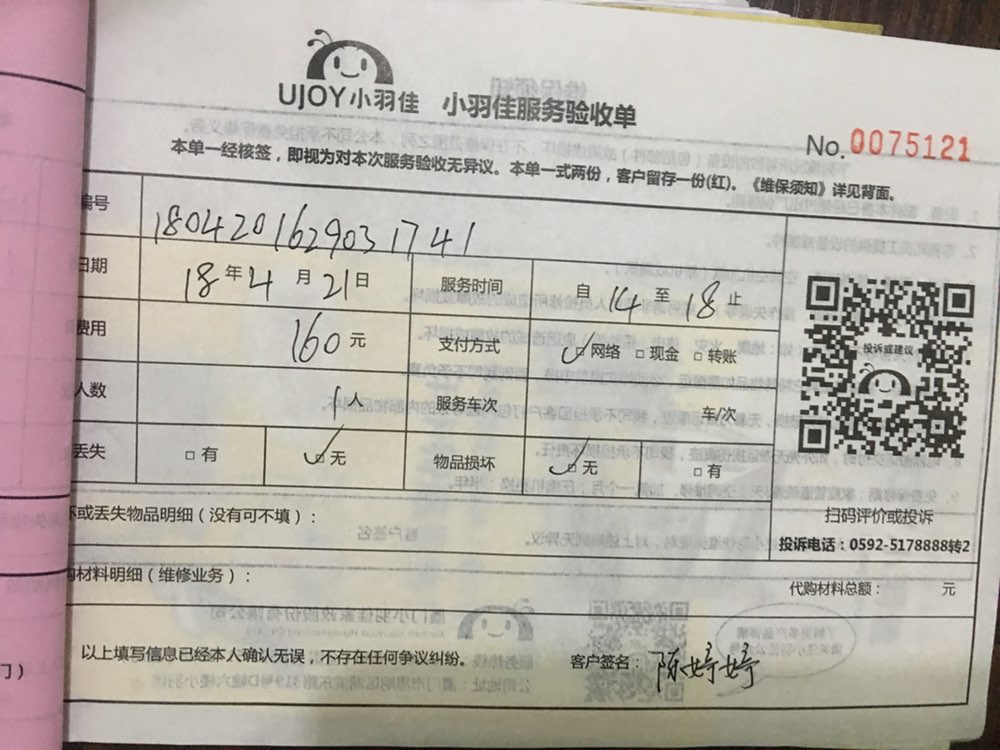 UJOY小羽佳 小羽佳服务验收单
No. 0075121
本单一经核签，即视为对本次服务验收无异议。本单一式两份，客户留存一份(红)。《维保须知》详见背面。
编号 180420162903 1741
日期 18年4月21日 服务时间 自14至18止
费用 160元 支付方式 ✓□网络 □现金 □转账
投诉或建议
人数 1人 服务车次 车/次
丢失 □有 ✓□无 物品损坏 ✓□无 □有
扫码评价或投诉
坏或丢失物品明细（没有可不填）：
投诉电话：0592-5178888转2
购材料明细（维修业务）：
代购材料总额： 元
以上填写信息已经本人确认无误，不存在任何争议纠纷。 客户签名：陈婷婷
门）